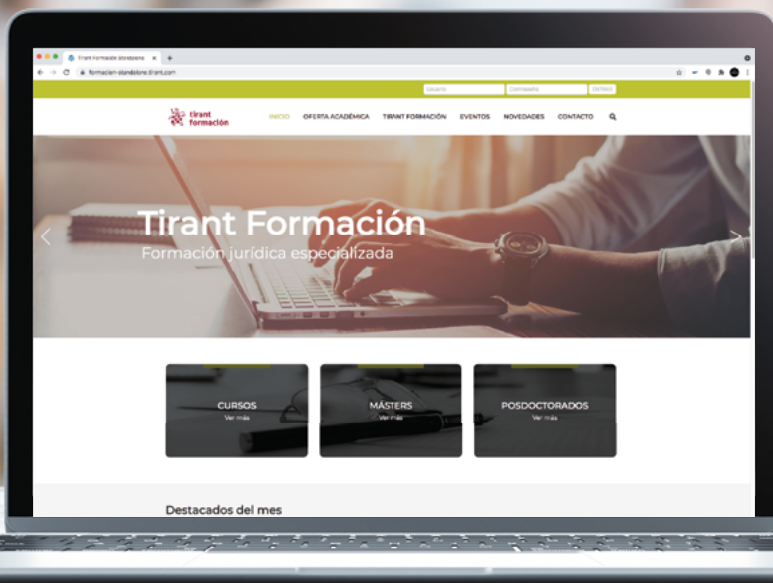 Tirant Formación Standalone
formacion-standalone.tirant.com
Usuario Contraseña ENTRAR
tirant
formación
INICIO OFERTA ACADÉMICA TIRANT FORMACIÓN EVENTOS NOVEDADES CONTACTO
Tirant Formación
Formación jurídica especializada
CURSOS MÁSTERS POSDOCTORADOS
Ver más Ver más Ver más
Destacados del mes